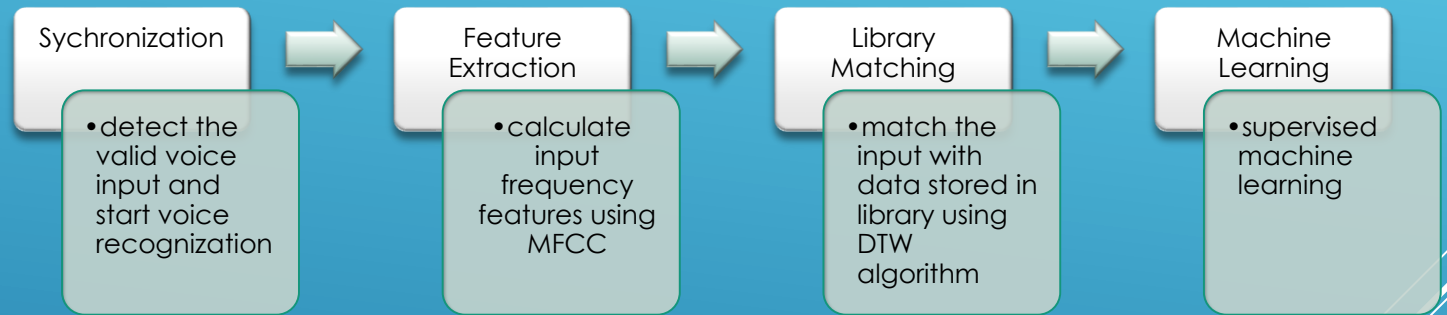 Sychronization
•detect the
valid voice
input and
start voice
recognization
Feature
Extraction
•calculate
input
frequency
features using
MFCC
Library
Matching
•match the
input with
data stored in
library using
DTW
algorithm
Machine
Learning
•supervised
machine
learning